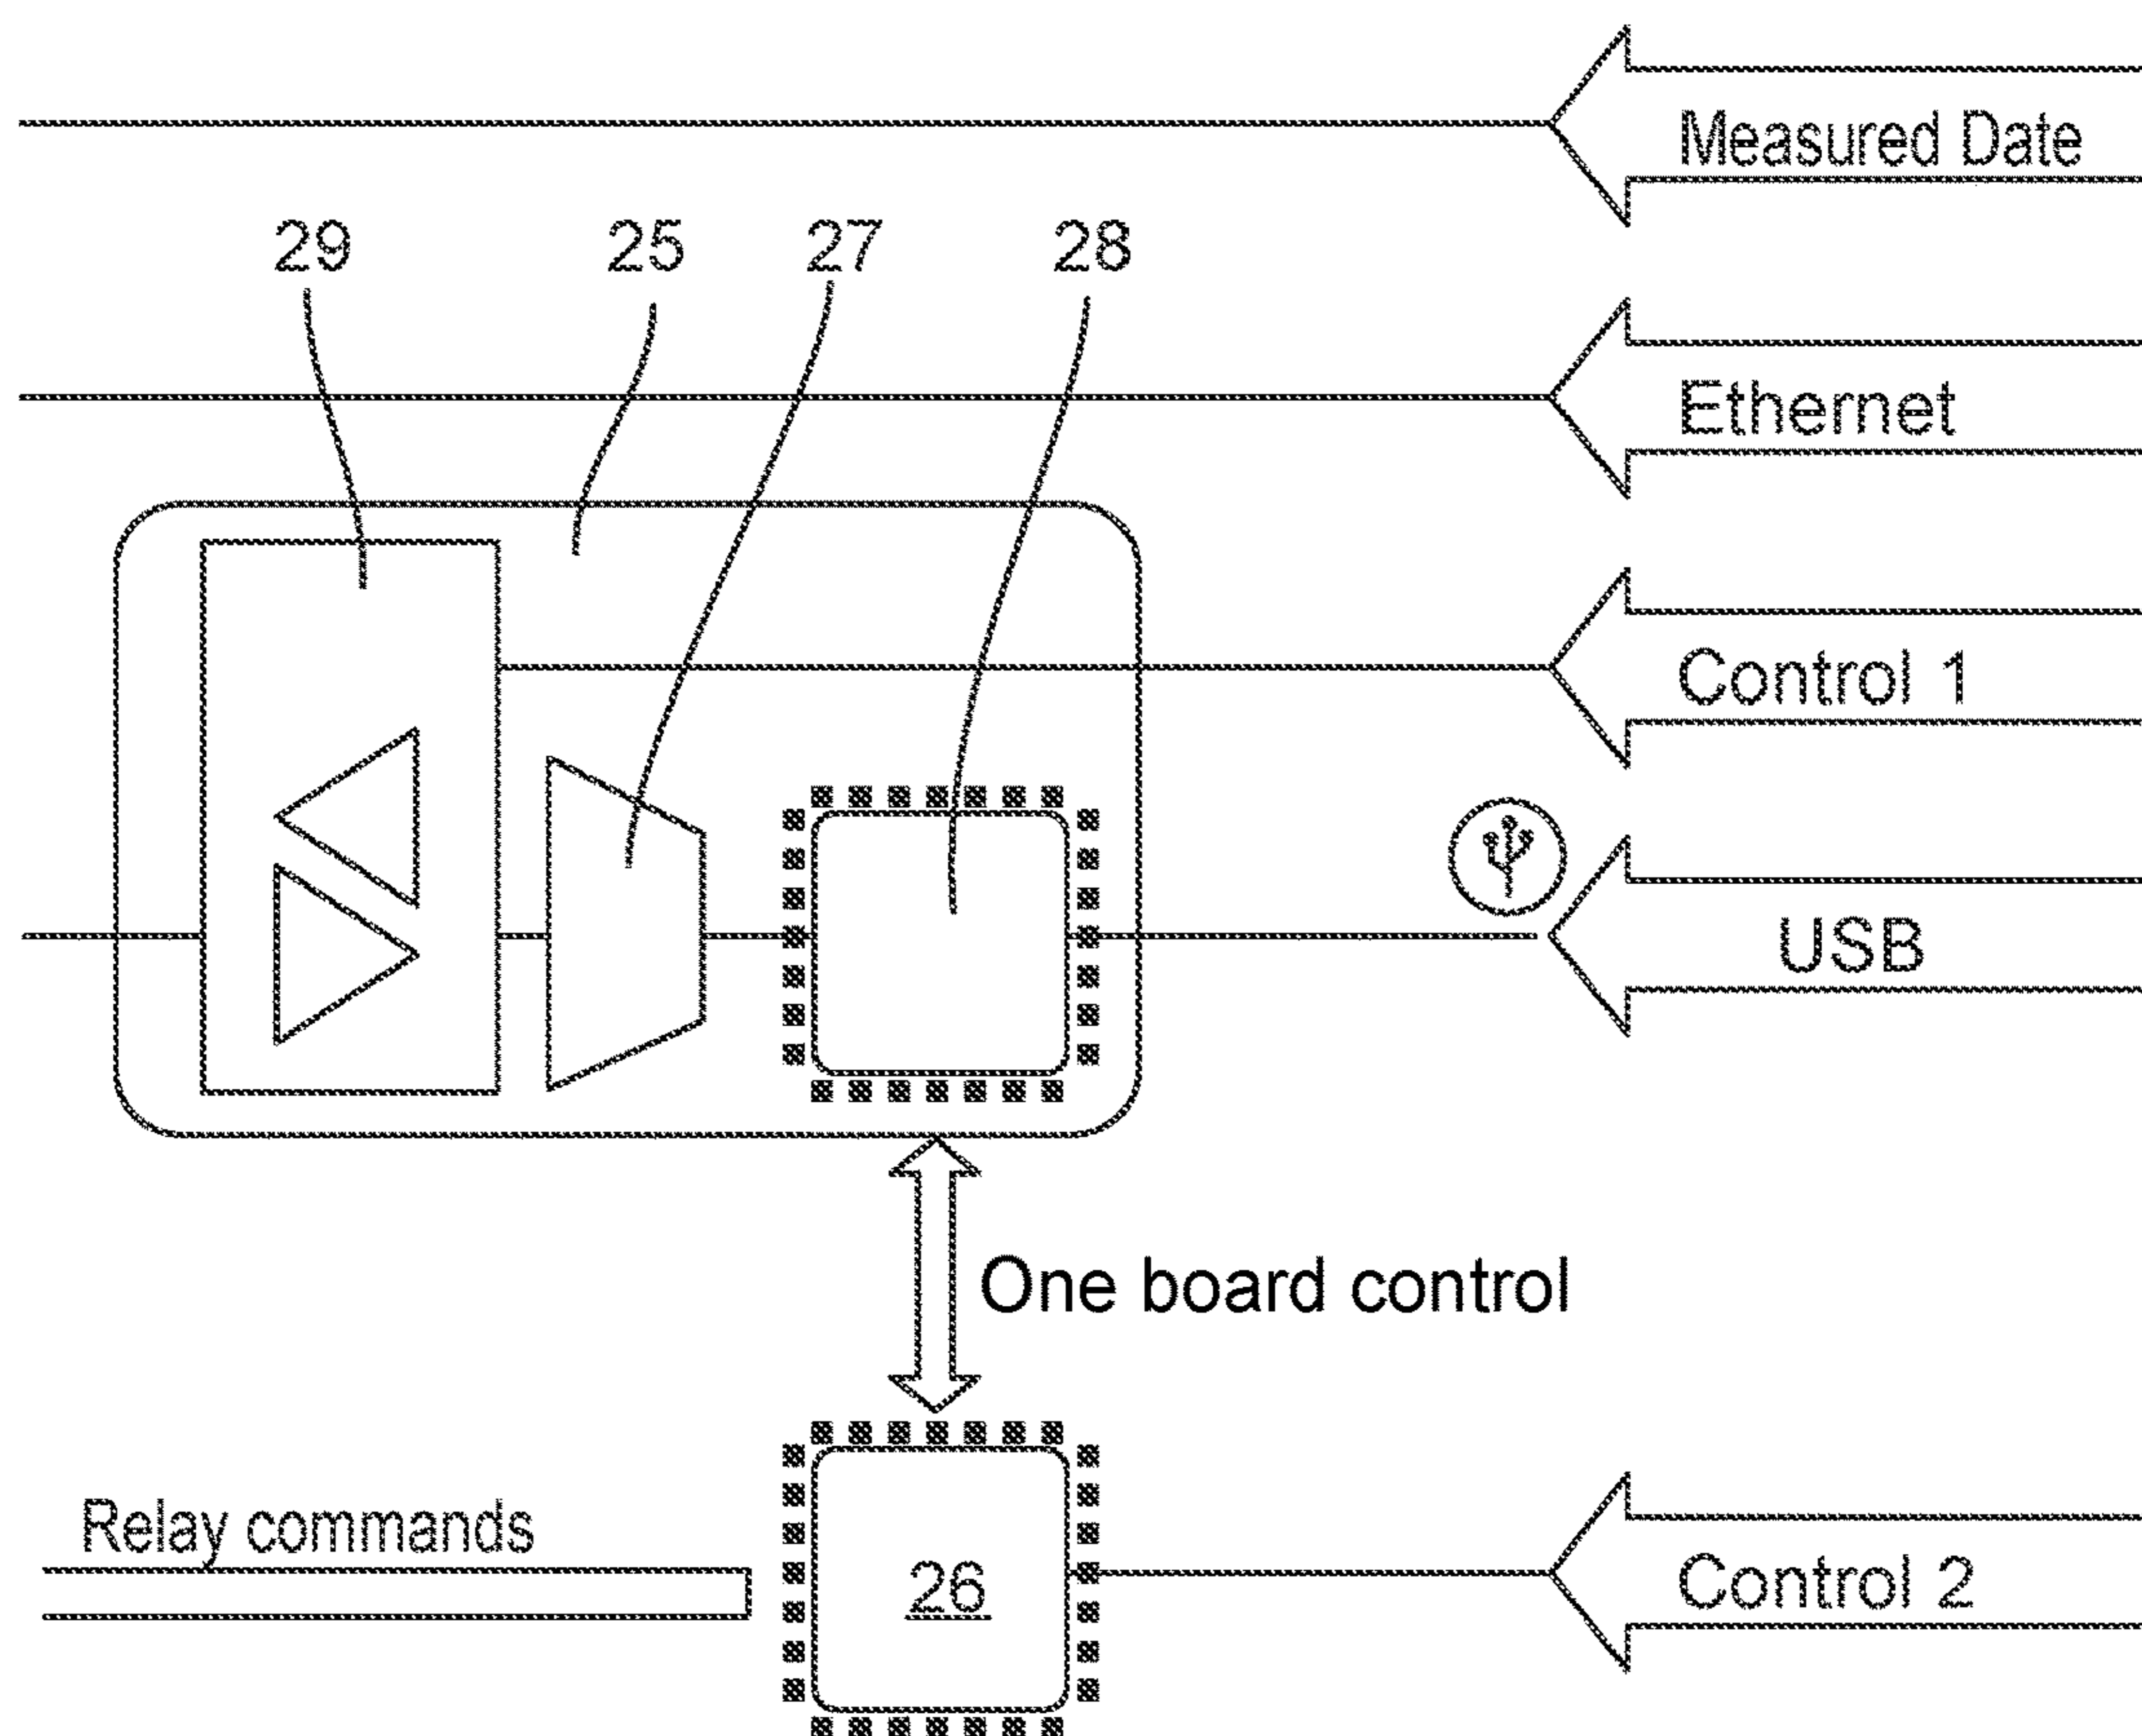 Measured Date
29 25 27 28
Ethernet
Control 1
USB
One board control
Relay commands
26
Control 2